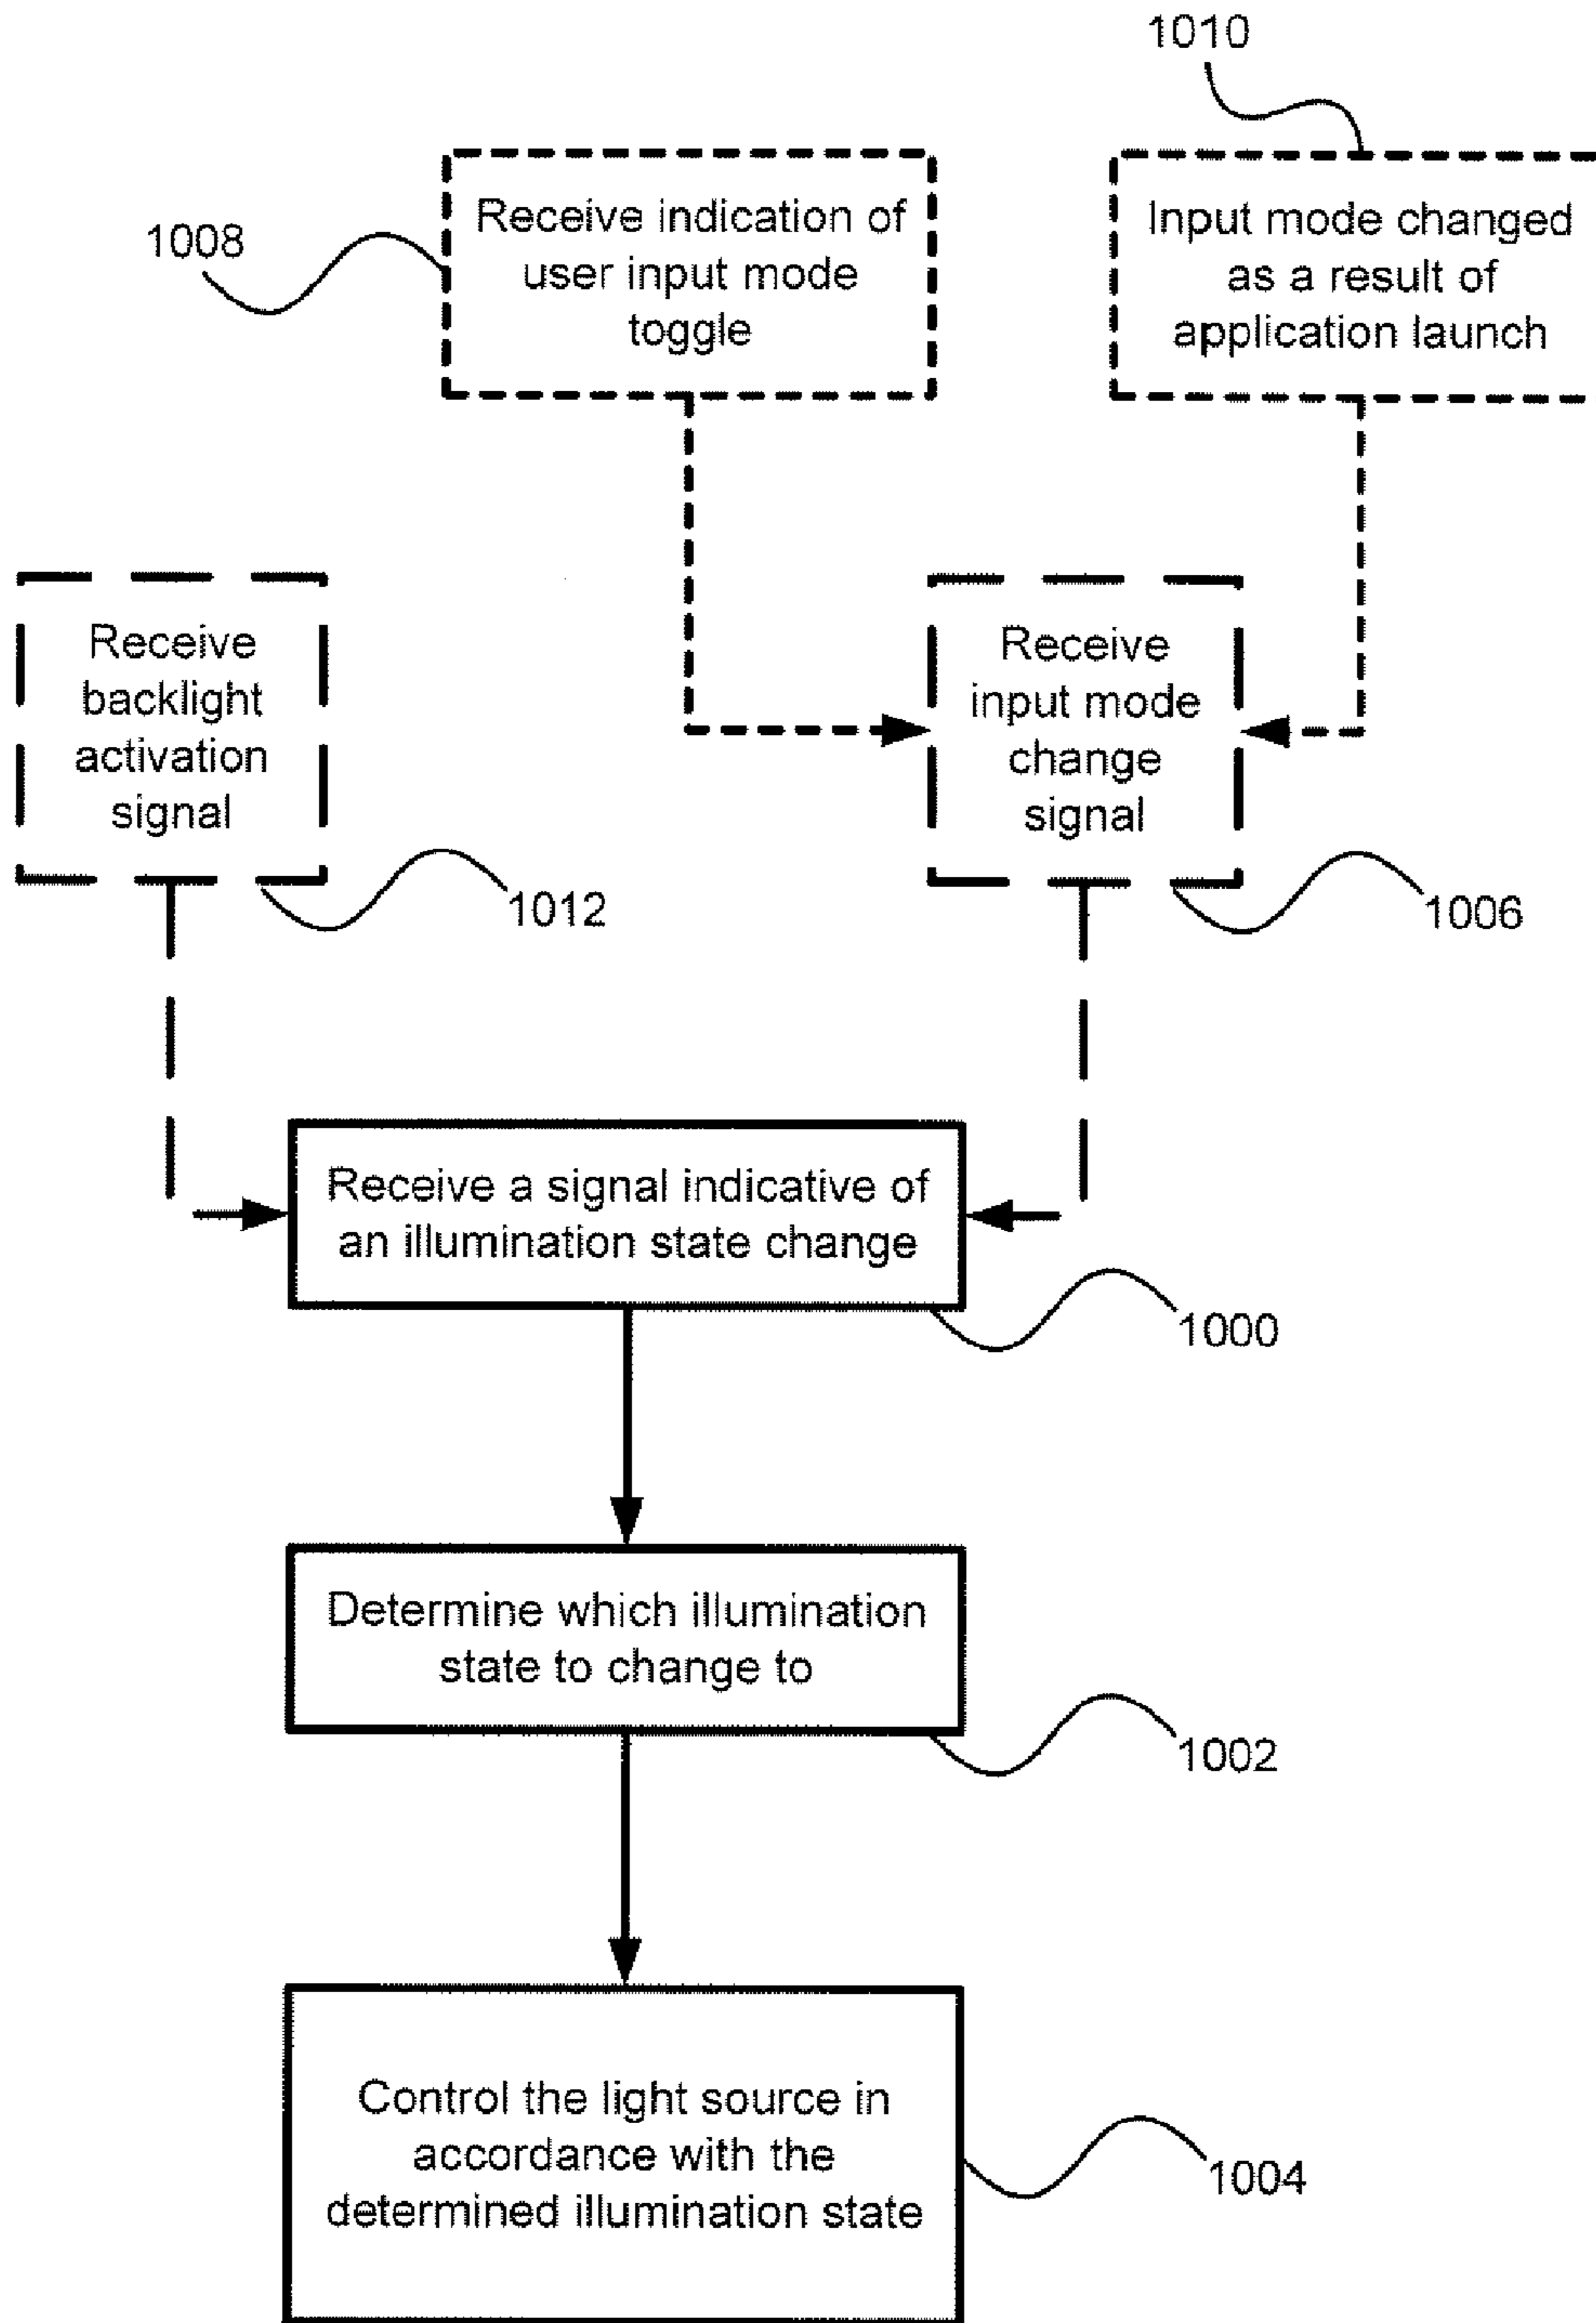 1010
Receive indication of
user input mode
toggle
1008
Input mode changed
as a result of
application launch
Receive
backlight
activation
signal
1012
Receive
input mode
change
signal
1006
Receive a signal indicative of
an illumination state change
1000
Determine which illumination
state to change to
1002
Control the light source in
accordance with the
determined illumination state
1004